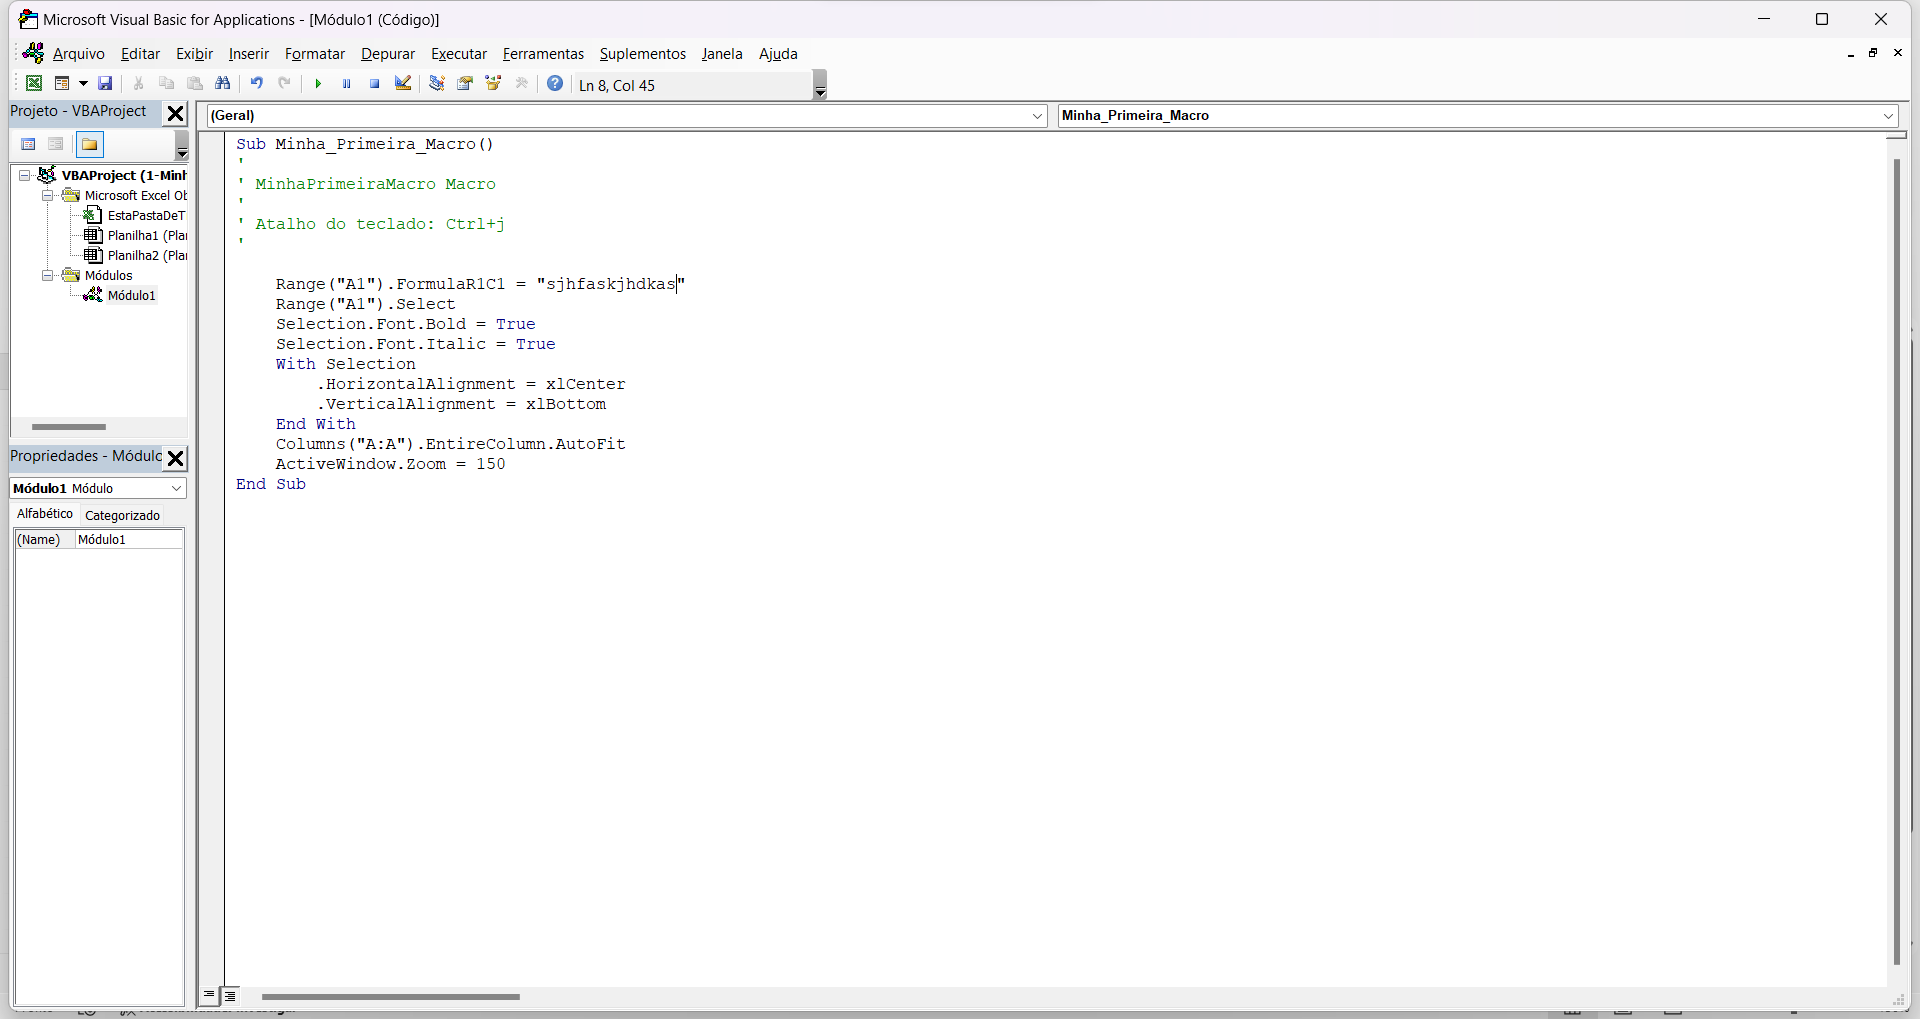 Microsoft Visual Basic for Applications - [Módulo1 (Código)]
Arquivo Editar Exibir Inserir Formatar Depurar Executar Ferramentas Suplementos Janela Ajuda
Ln 8, Col 45
Projeto - VBAProject
(Geral)
Minha_Primeira_Macro
VBAProject (1-Minh
Microsoft Excel Ob
EstaPastaDeT
Planilha1 (Pla
Planilha2 (Pla
Módulos
Módulo1
Sub Minha_Primeira_Macro()
'
' MinhaPrimeiraMacro Macro
'
' Atalho do teclado: Ctrl+j
'
Range("A1").FormulaR1C1 = "sjhfaskjhdkas"
Range("A1").Select
Selection.Font.Bold = True
Selection.Font.Italic = True
With Selection
.HorizontalAlignment = xlCenter
.VerticalAlignment = xlBottom
End With
Columns("A:A").EntireColumn.AutoFit
ActiveWindow.Zoom = 150
End Sub
Propriedades - Módulo
Módulo1 Módulo
Alfabético Categorizado
(Name) Módulo1